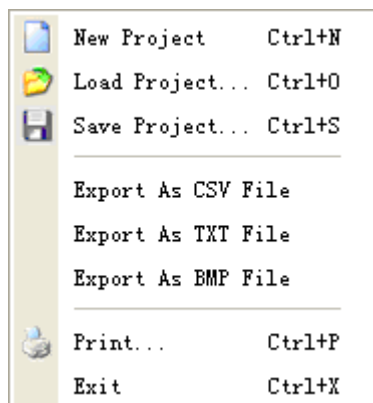 New Project Ctrl+N
Load Project... Ctrl+O
Save Project... Ctrl+S
Export As CSV File
Export As TXT File
Export As BMP File
Print... Ctrl+P
Exit Ctrl+X